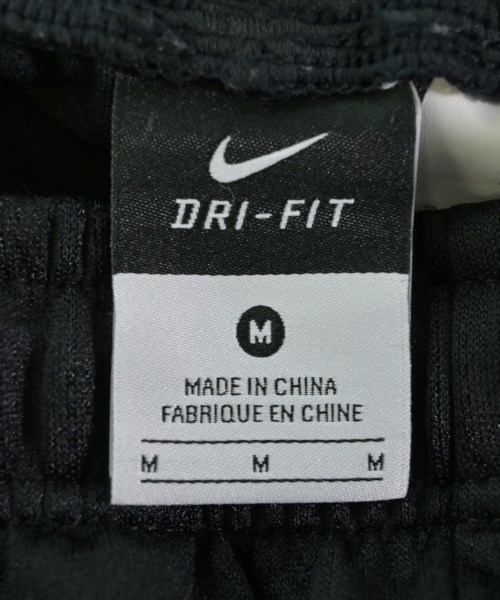 DRI-FIT
M
MADE IN CHINA
FABRIQUE EN CHINE
M M M